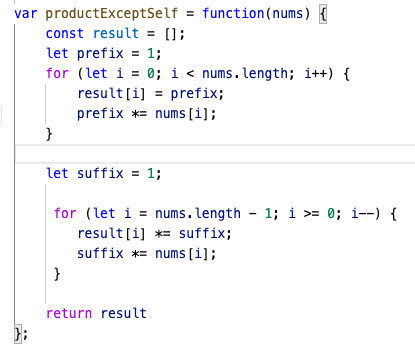 var productExceptSelf = function(nums) {
    const result = [];
    let prefix = 1;
    for (let i = 0; i < nums.length; i++) {
        result[i] = prefix;
        prefix *= nums[i];
    }

    let suffix = 1;

     for (let i = nums.length - 1; i >= 0; i--) {
        result[i] *= suffix;
        suffix *= nums[i];
     }

    return result
};